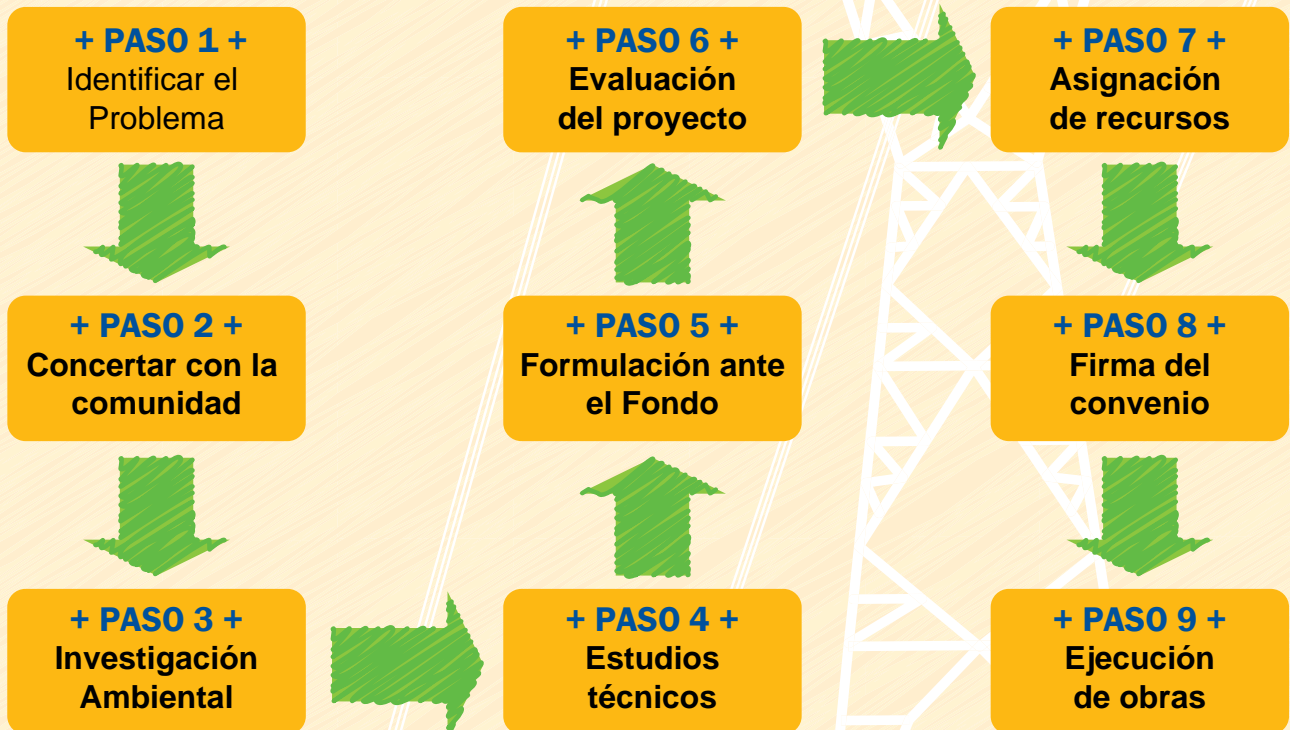 + PASO 1 +
Identificar el
Problema
+ PASO 2 +
Concertar con la
comunidad
+ PASO 3 +
Investigación
Ambiental
+ PASO 4 +
Estudios
técnicos
+ PASO 5 +
Formulación ante
el Fondo
+ PASO 6 +
Evaluación
del proyecto
+ PASO 7 +
Asignación
de recursos
+ PASO 8 +
Firma del
convenio
+ PASO 9 +
Ejecución
de obras